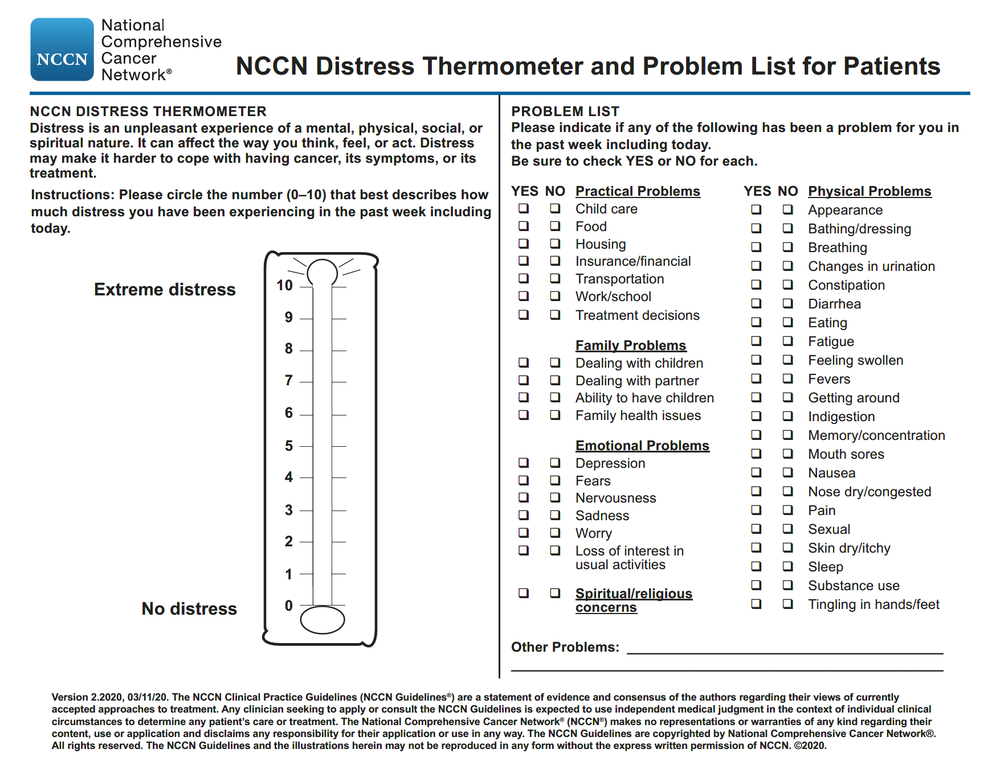 NCCN
National
Comprehensive
Cancer
Network®
NCCN Distress Thermometer and Problem List for Patients
NCCN DISTRESS THERMOMETER
Distress is an unpleasant experience of a mental, physical, social, or
spiritual nature. It can affect the way you think, feel, or act. Distress
may make it harder to cope with having cancer, its symptoms, or its
treatment.
Instructions: Please circle the number (0–10) that best describes how
much distress you have been experiencing in the past week including
today.
Extreme distress
10
9
8
7
6
5
4
3
2
1
0
No distress
PROBLEM LIST
Please indicate if any of the following has been a problem for you in
the past week including today.
Be sure to check YES or NO for each.
YES NO Practical Problems
Child care
Food
Housing
Insurance/financial
Transportation
Work/school
Treatment decisions
Family Problems
Dealing with children
Dealing with partner
Ability to have children
Family health issues
Emotional Problems
Depression
Fears
Nervousness
Sadness
Worry
Loss of interest in
usual activities
Spiritual/religious
concerns
YES NO Physical Problems
Appearance
Bathing/dressing
Breathing
Changes in urination
Constipation
Diarrhea
Eating
Fatigue
Feeling swollen
Fevers
Getting around
Indigestion
Memory/concentration
Mouth sores
Nausea
Nose dry/congested
Pain
Sexual
Skin dry/itchy
Sleep
Substance use
Tingling in hands/feet
Other Problems:
Version 2.2020, 03/11/20. The NCCN Clinical Practice Guidelines (NCCN Guidelines®) are a statement of evidence and consensus of the authors regarding their views of currently
accepted approaches to treatment. Any clinician seeking to apply or consult the NCCN Guidelines is expected to use independent medical judgment in the context of individual clinical
circumstances to determine any patient's care or treatment. The National Comprehensive Cancer Network® (NCCN®) makes no representations or warranties of any kind regarding their
content, use or application and disclaims any responsibility for their application or use in any way. The NCCN Guidelines are copyrighted by National Comprehensive Cancer Network®.
All rights reserved. The NCCN Guidelines and the illustrations herein may not be reproduced in any form without the express written permission of NCCN. ©2020.